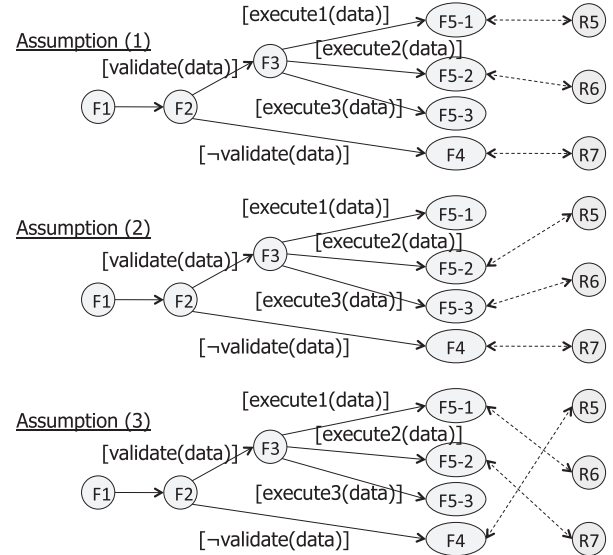 [execute1(data)] F5-1 R5
Assumption (1)
[validate(data)] F3 [execute2(data)] F5-2 R6
F1 F2 [execute3(data)] F5-3
[¬validate(data)] F4 R7
[execute1(data)] F5-1 R5
Assumption (2)
[validate(data)] F3 [execute2(data)] F5-2 R6
F1 F2 [execute3(data)] F5-3
[¬validate(data)] F4 R7
[execute1(data)] F5-1 R5
Assumption (3)
[validate(data)] F3 [execute2(data)] F5-2 R6
F1 F2 [execute3(data)] F5-3
[¬validate(data)] F4 R7